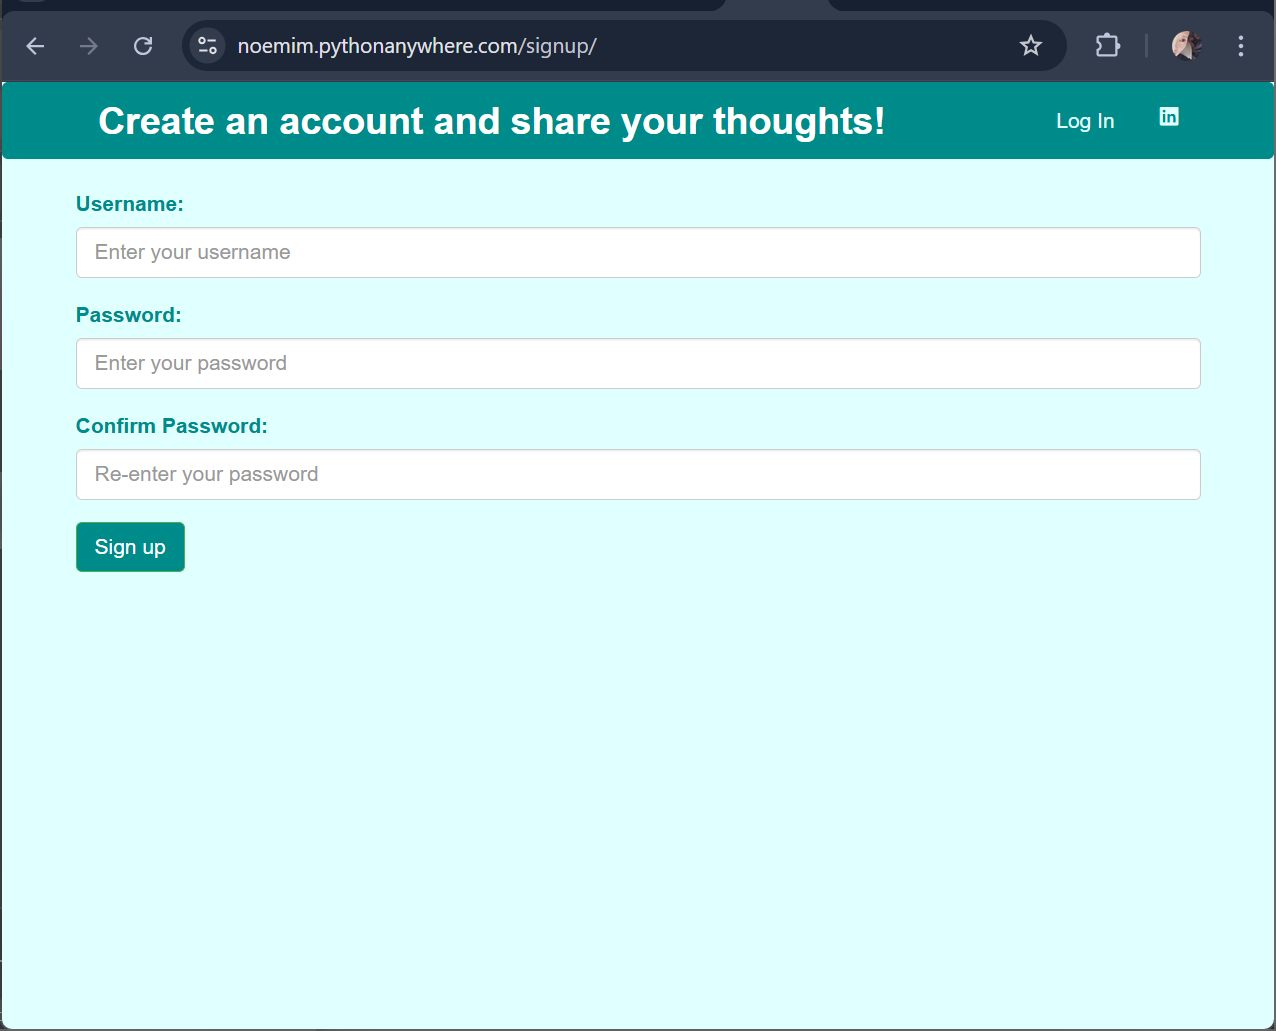 noemim.pythonanywhere.com/signup/
Create an account and share your thoughts!
Log In
in
Username:
Enter your username
Password:
Enter your password
Confirm Password:
Re-enter your password
Sign up